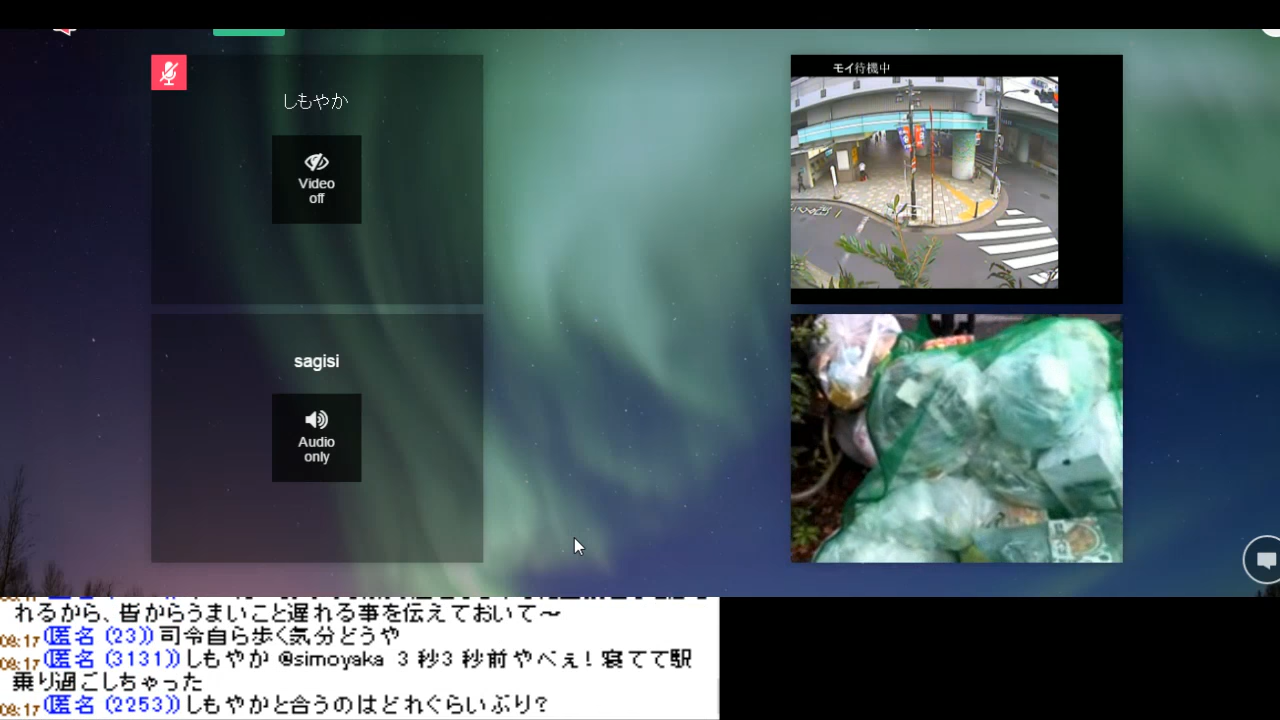 しもやか
Video
off
モイ待機中
sagisi
Audio
only
れるから、皆からうまいこと遅れる事を伝えておいて〜
08:17 (匿名 (23)) 司令自ら歩く気分どうや
08:17 (匿名 (3131)) しもやか @simoyaka 3 秒3 秒前 やべぇ! 寝てて駅
乗り過ごしちゃった
08:17 (匿名 (2253)) しもやかと合うのはどれぐらいぶり?